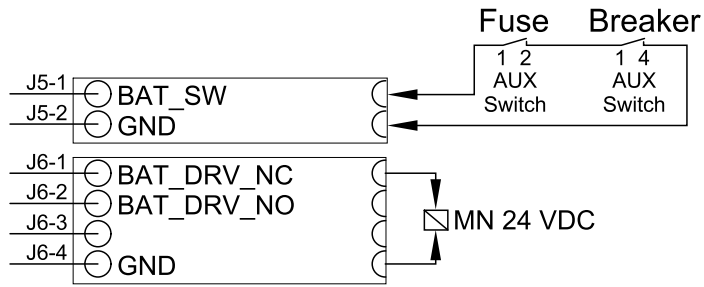 Fuse Breaker
1 2 1 4
AUX AUX
Switch Switch
J5-1 BAT_SW
J5-2 GND
J6-1 BAT_DRV_NC
J6-2 BAT_DRV_NO
MN 24 VDC
J6-3
J6-4 GND